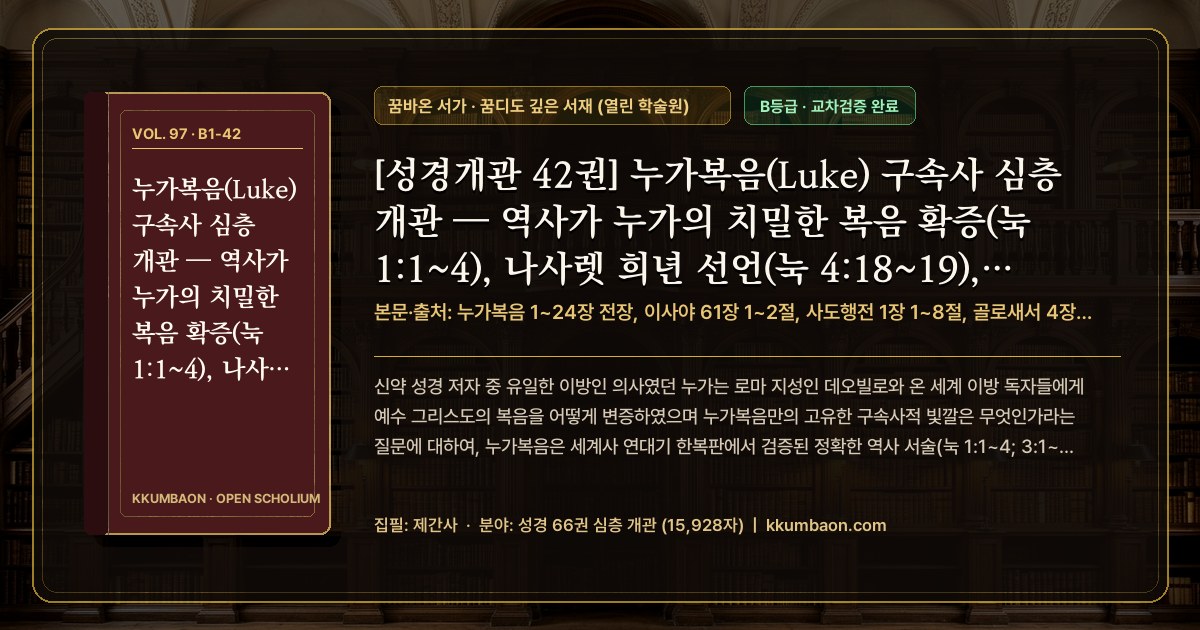 VOL. 97 · B1-42
누가복음(Luke)
구속사 심층
개관 — 역사가
누가의 치밀한
복음 확증(눅
1:1~4), 나사…
KKUMBAON · OPEN SCHOLIUM
꿈바온 서가 · 꿈디도 깊은 서재 (열린 학술원)
B등급 · 교차검증 완료
[성경개관 42권] 누가복음(Luke) 구속사 심층
개관 — 역사가 누가의 치밀한 복음 확증(눅
1:1~4), 나사렛 희년 선언(눅 4:18~19),…
본문·출처: 누가복음 1~24장 전장, 이사야 61장 1~2절, 사도행전 1장 1~8절, 골로새서 4장…
신약 성경 저자 중 유일한 이방인 의사였던 누가는 로마 지성인 데오빌로와 온 세계 이방 독자들에게
예수 그리스도의 복음을 어떻게 변증하였으며 누가복음만의 고유한 구속사적 빛깔은 무엇인가라는
질문에 대하여, 누가복음은 세계사 연대기 한복판에서 검증된 정확한 역사 서술(눅 1:1~4; 3:1~…
집필: 제간사 · 분야: 성경 66권 심층 개관 (15,928자) | kkumbaon.com